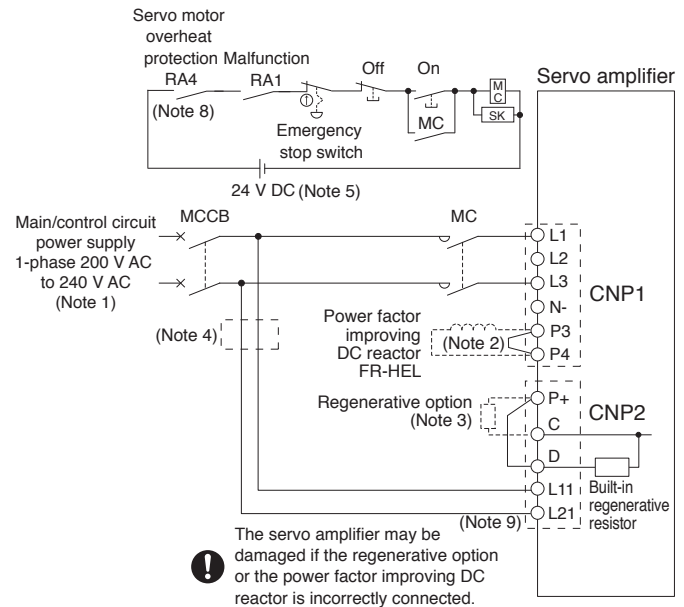 Servo motor
overheat
protection Malfunction
RA4
RA1
Off
On
M
C
SK
MC
(Note 8)
Emergency
stop switch
24 V DC (Note 5)
Servo amplifier
Main/control circuit
power supply
1-phase 200 V AC
to 240 V AC
(Note 1)
MCCB
MC
L1
L2
L3
N-
P3
P4
CNP1
(Note 4)
Power factor
improving
DC reactor
FR-HEL
(Note 2)
Regenerative option
(Note 3)
P+
C
D
L11
L21
CNP2
Built-in
regenerative
resistor
(Note 9)
The servo amplifier may be
damaged if the regenerative option
or the power factor improving DC
reactor is incorrectly connected.